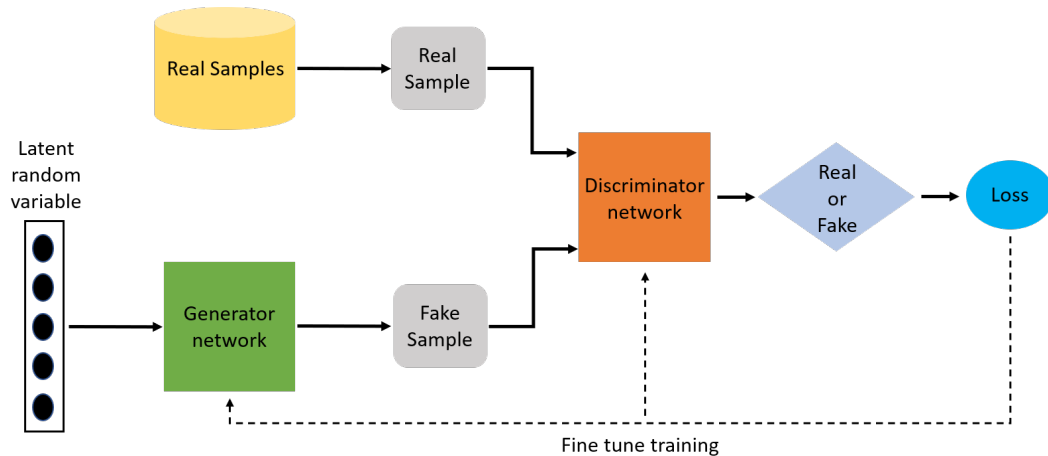 Real Samples
Real
Sample
Latent
random
variable
Discriminator
network
Real
or
Fake
Loss
Generator
network
Fake
Sample
Fine tune training